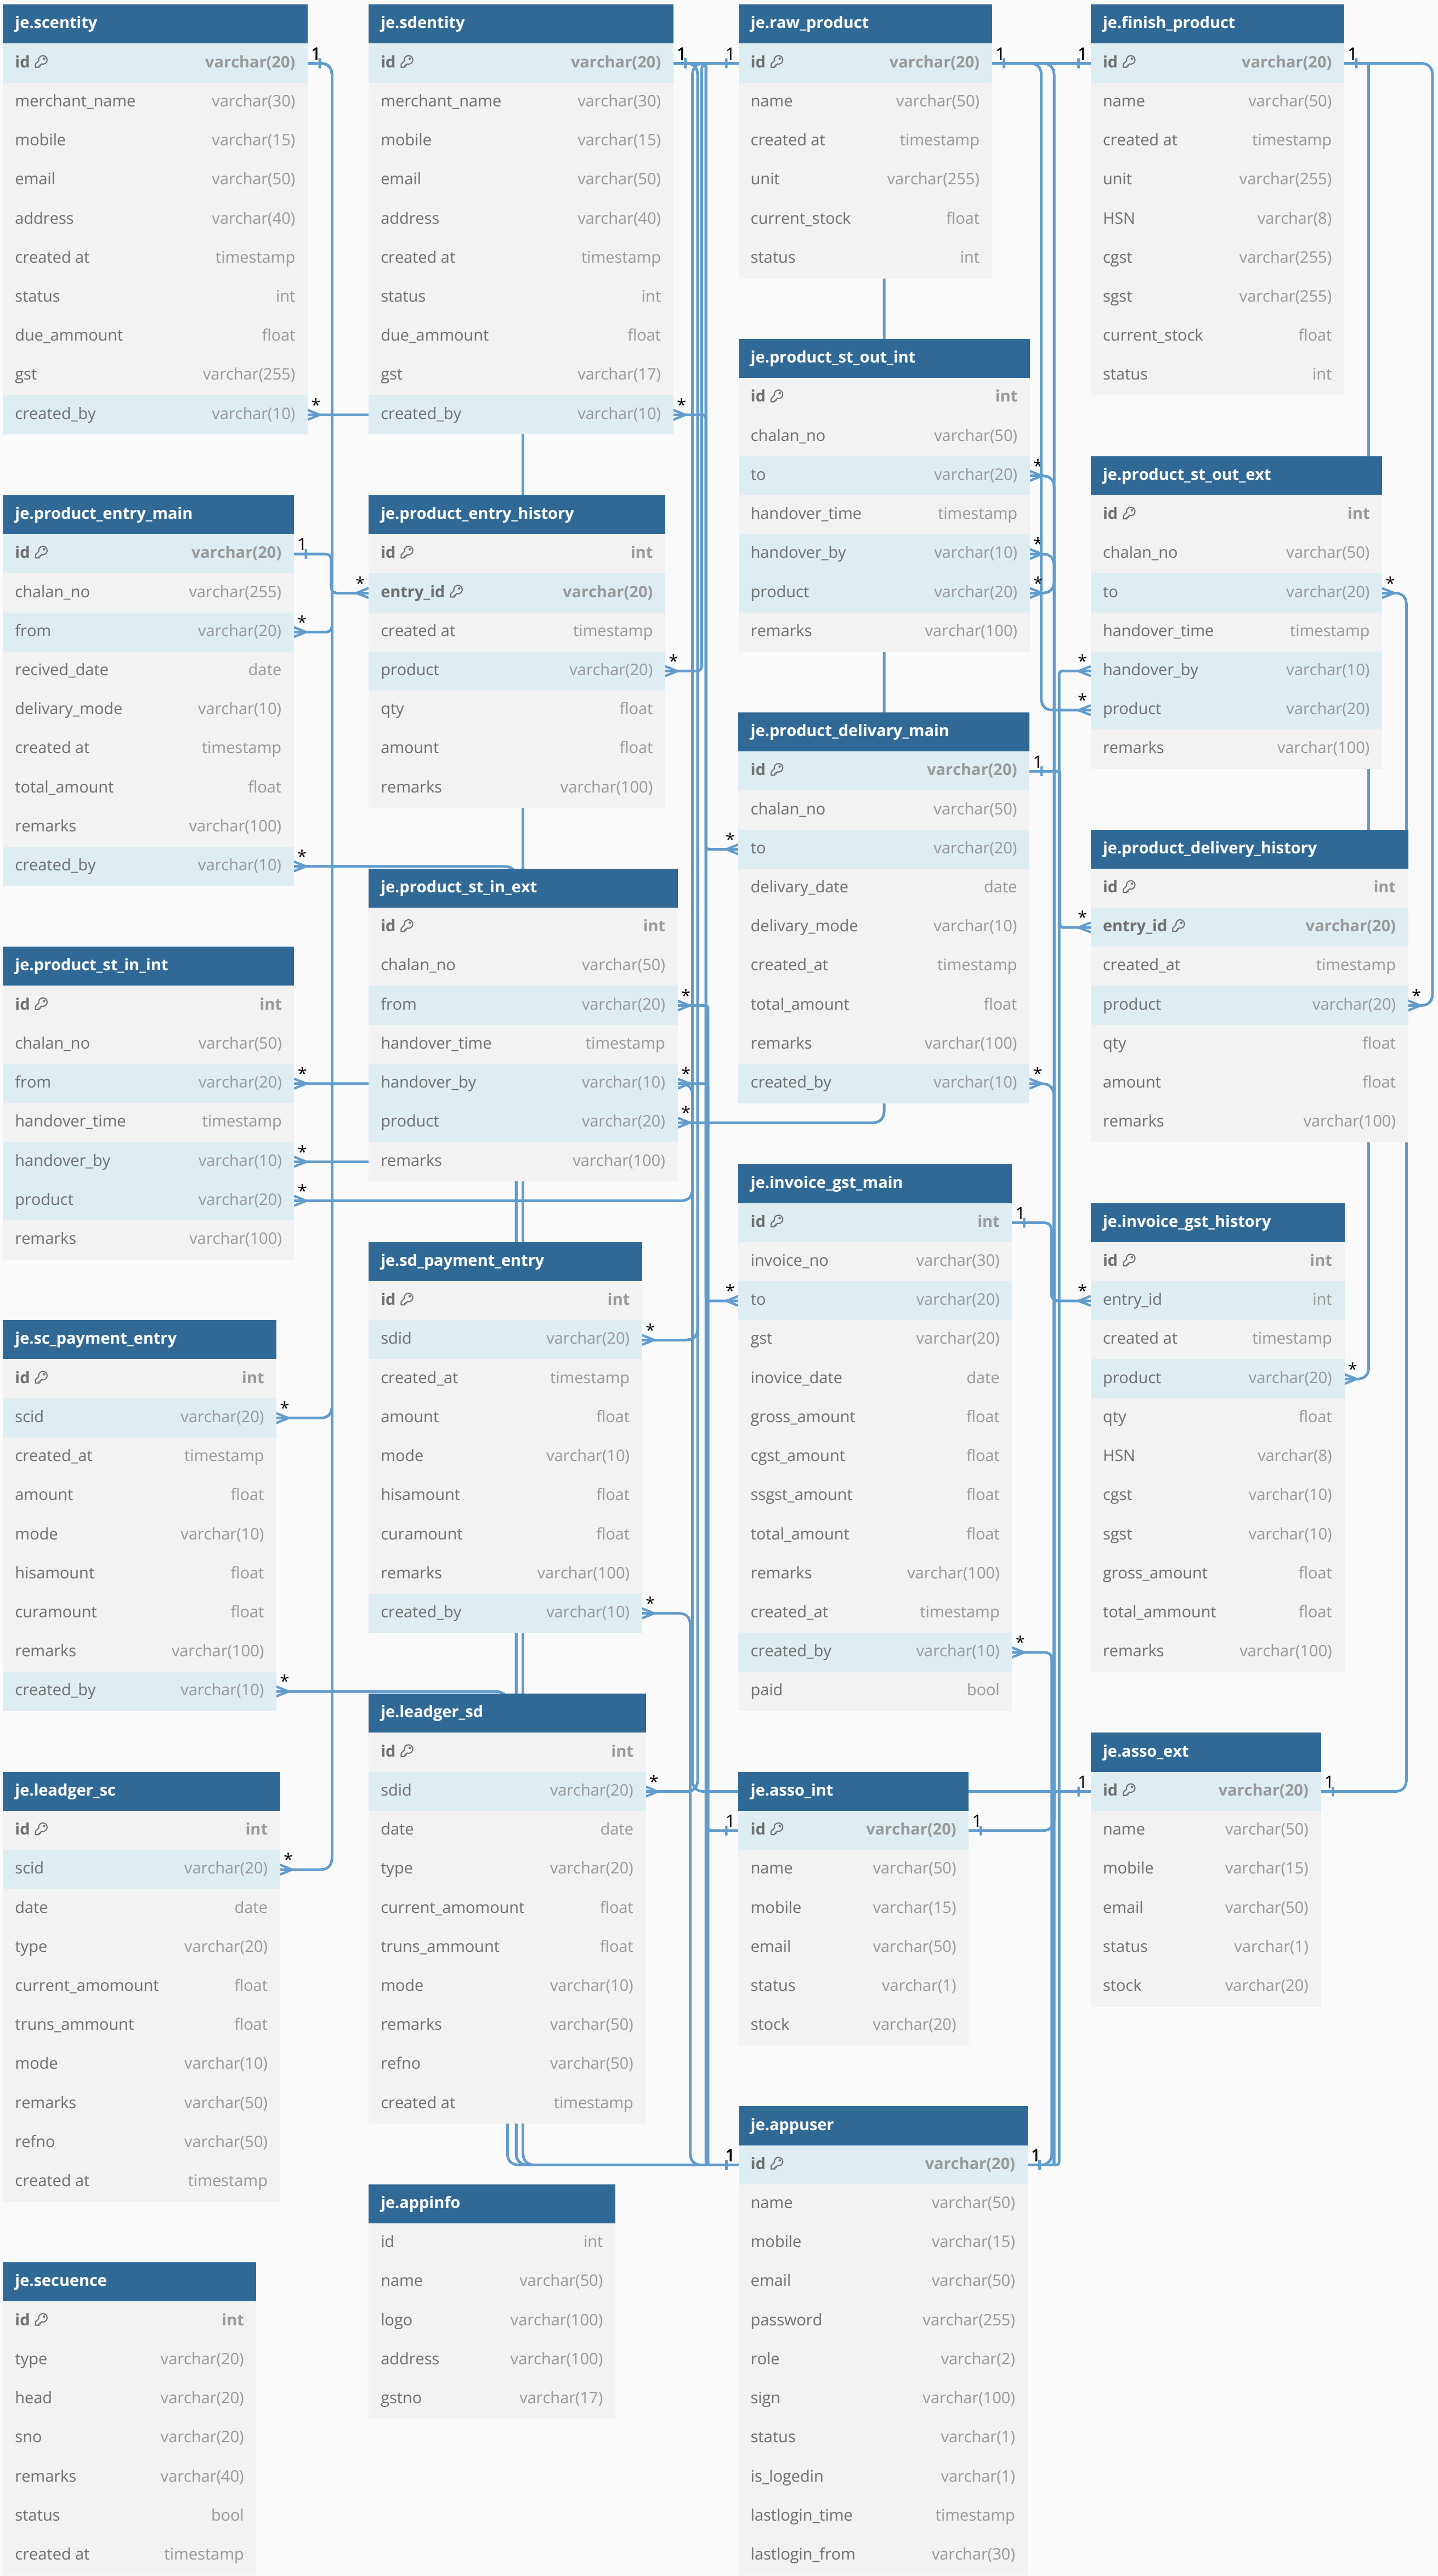 je.scentity
id varchar(20)
merchant_name varchar(30)
mobile varchar(15)
email varchar(50)
address varchar(40)
created at timestamp
status int
due_ammount float
gst varchar(255)
created_by varchar(10)
1
*
je.sdentity
id varchar(20)
merchant_name varchar(30)
mobile varchar(15)
email varchar(50)
address varchar(40)
created at timestamp
status int
due_ammount float
gst varchar(17)
created_by varchar(10)
1
*
je.raw_product
1
id varchar(20)
1
name varchar(50)
created at timestamp
unit varchar(255)
current_stock float
status int
je.finish_product
1
id varchar(20)
1
name varchar(50)
created at timestamp
unit varchar(255)
HSN varchar(8)
cgst varchar(255)
sgst varchar(255)
current_stock float
status int
je.product_st_out_int
id int
chalan_no varchar(50)
to varchar(20)
*
handover_time timestamp
handover_by varchar(10)
*
product varchar(20)
*
remarks varchar(100)
je.product_st_out_ext
id int
chalan_no varchar(50)
to varchar(20)
*
handover_time timestamp
*
handover_by varchar(10)
*
product varchar(20)
remarks varchar(100)
je.product_entry_main
id varchar(20)
1
chalan_no varchar(255)
from varchar(20)
*
recived_date date
delivary_mode varchar(10)
created at timestamp
total_amount float
remarks varchar(100)
created_by varchar(10)
*
je.product_entry_history
id int
*
entry_id varchar(20)
created at timestamp
product varchar(20)
*
qty float
amount float
remarks varchar(100)
je.product_delivary_main
id varchar(20)
1
chalan_no varchar(50)
*
to varchar(20)
delivary_date date
delivary_mode varchar(10)
created_at timestamp
total_amount float
remarks varchar(100)
created_by varchar(10)
*
je.product_delivery_history
id int
*
entry_id varchar(20)
created_at timestamp
product varchar(20)
*
qty float
amount float
remarks varchar(100)
je.product_st_in_int
id int
chalan_no varchar(50)
from varchar(20)
*
handover_time timestamp
handover_by varchar(10)
*
product varchar(20)
*
remarks varchar(100)
je.product_st_in_ext
id int
chalan_no varchar(50)
from varchar(20)
*
handover_time timestamp
handover_by varchar(10)
*
product varchar(20)
*
remarks varchar(100)
je.invoice_gst_main
id int
1
invoice_no varchar(30)
*
to varchar(20)
gst varchar(20)
inovice_date date
gross_amount float
cgst_amount float
ssgst_amount float
total_amount float
remarks varchar(100)
created_at timestamp
created_by varchar(10)
*
paid bool
je.invoice_gst_history
id int
*
entry_id int
created at timestamp
product varchar(20)
*
qty float
HSN varchar(8)
cgst varchar(10)
sgst varchar(10)
gross_amount float
total_ammount float
remarks varchar(100)
je.sc_payment_entry
id int
scid varchar(20)
*
created_at timestamp
amount float
mode varchar(10)
hisamount float
curamount float
remarks varchar(100)
created_by varchar(10)
*
je.sd_payment_entry
id int
sdid varchar(20)
*
created_at timestamp
amount float
mode varchar(10)
hisamount float
curamount float
remarks varchar(100)
created_by varchar(10)
*
je.leadger_sc
id int
scid varchar(20)
*
date date
type varchar(20)
current_amomount float
truns_ammount float
mode varchar(10)
remarks varchar(50)
refno varchar(50)
created at timestamp
je.leadger_sd
id int
sdid varchar(20)
*
date date
type varchar(20)
current_amomount float
truns_ammount float
mode varchar(10)
remarks varchar(50)
refno varchar(50)
created at timestamp
je.asso_int
1
id varchar(20)
1
name varchar(50)
mobile varchar(15)
email varchar(50)
status varchar(1)
stock varchar(20)
je.asso_ext
1
id varchar(20)
1
name varchar(50)
mobile varchar(15)
email varchar(50)
status varchar(1)
stock varchar(20)
je.secuence
id int
type varchar(20)
head varchar(20)
sno varchar(20)
remarks varchar(40)
status bool
created at timestamp
je.appinfo
id int
name varchar(50)
logo varchar(100)
address varchar(100)
gstno varchar(17)
je.appuser
1
id varchar(20)
1
name varchar(50)
mobile varchar(15)
email varchar(50)
password varchar(255)
role varchar(2)
sign varchar(100)
status varchar(1)
is_logedin varchar(1)
lastlogin_time timestamp
lastlogin_from varchar(30)